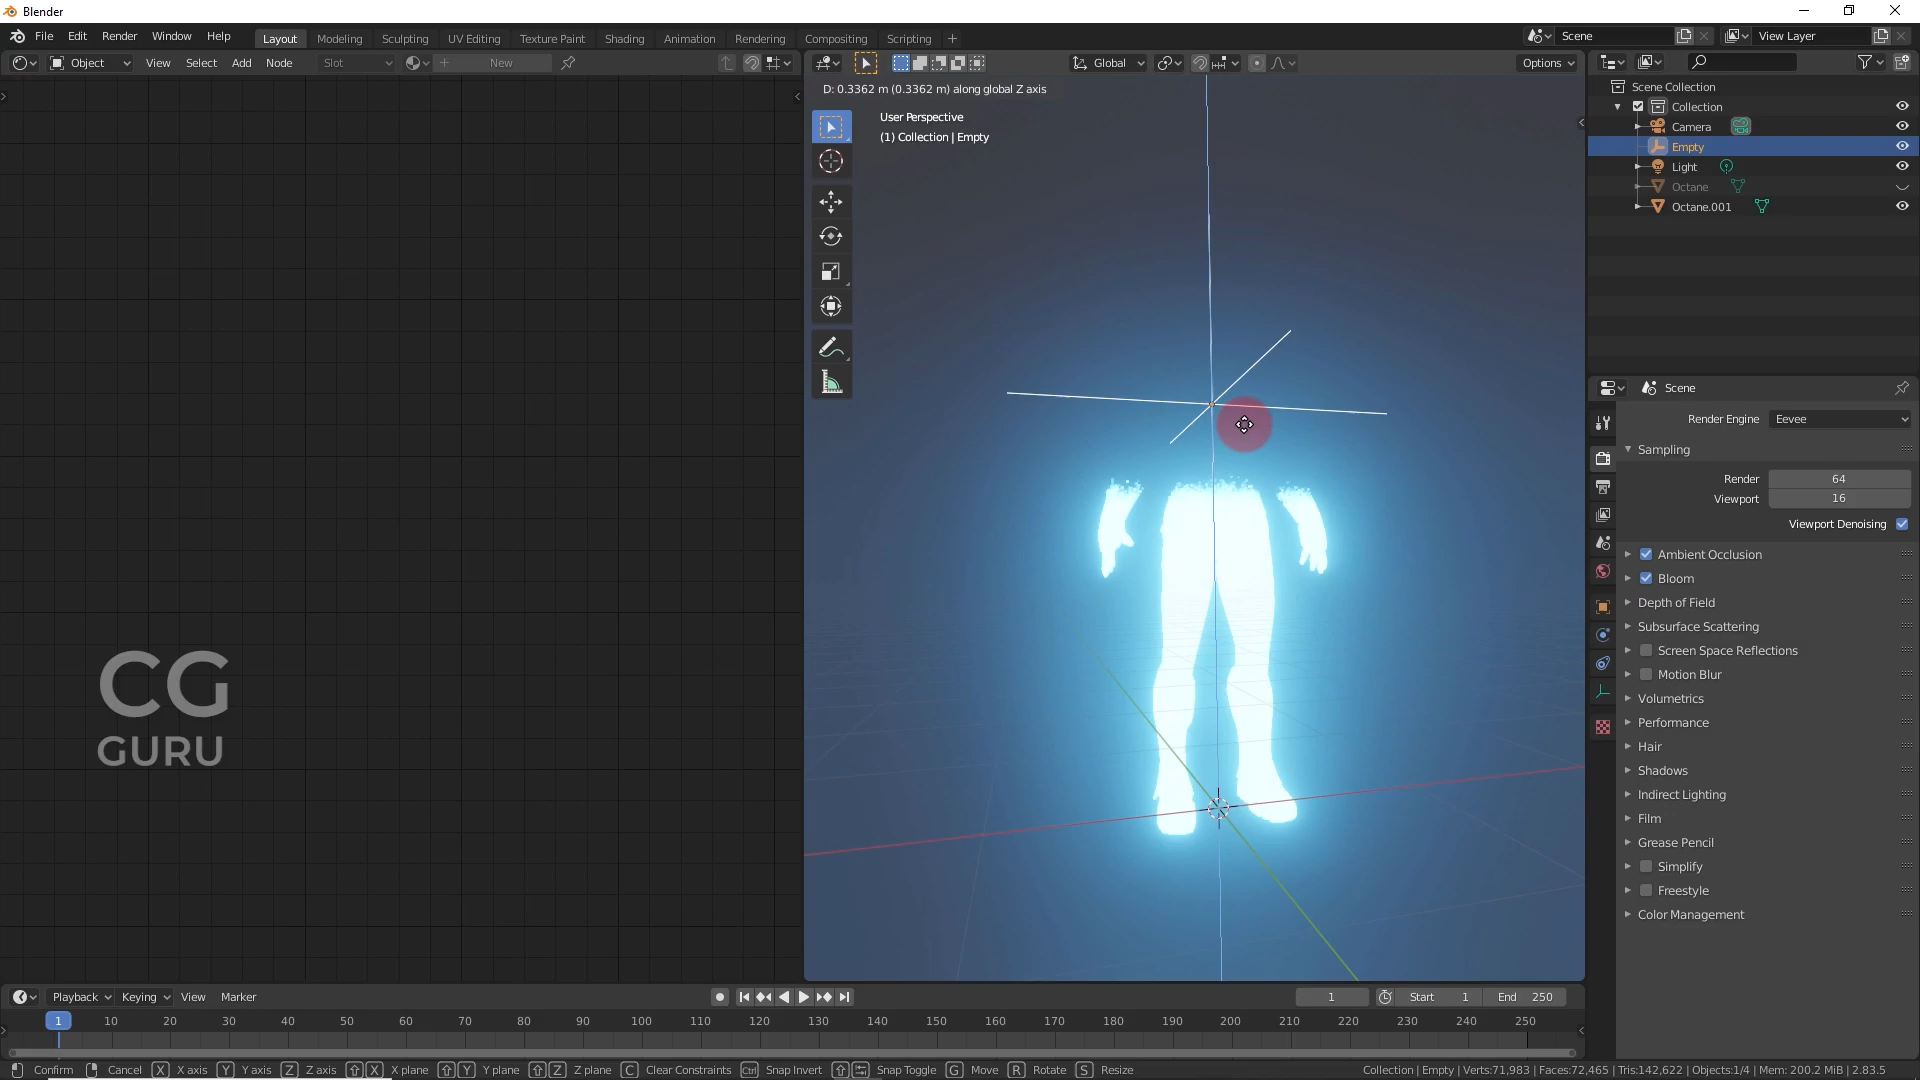 Blender
File Edit Render Window Help
Layout Modeling Sculpting UV Editing Texture Paint Shading Animation Rendering Compositing Scripting +
Scene View Layer
Object View Select Add Object Node Slot New
Global Options
D: 0.3362 m (0.3362 m) along global Z axis
User Perspective
(1) Collection | Empty
Scene Collection
Collection
Camera
Empty
Light
Octane
Octane.001
Scene
Render Engine Eevee
Sampling
Render 64
Viewport 16
Viewport Denoising
Ambient Occlusion
Bloom
Depth of Field
Subsurface Scattering
Screen Space Reflections
Motion Blur
Volumetrics
Performance
Hair
Shadows
Indirect Lighting
Film
Grease Pencil
Simplify
Freestyle
Color Management
CG
GURU
Playback Keying View Marker
1 Start 1 End 250
1 10 20 30 40 50 60 70 80 90 100 110 120 130 140 150 160 170 180 190 200 210 220 230 240 250
Confirm Cancel X X axis Y Y axis Z Z axis X X plane Y Y plane Z Z plane C Clear Constraints Ctrl Snap Invert Snap Toggle G Move R Rotate S Resize
Collection | Empty | Verts:71,983 | Faces:72,465 | Tris:142,622 | Objects:1/4 | Mem: 200.2 MiB | 2.83.5